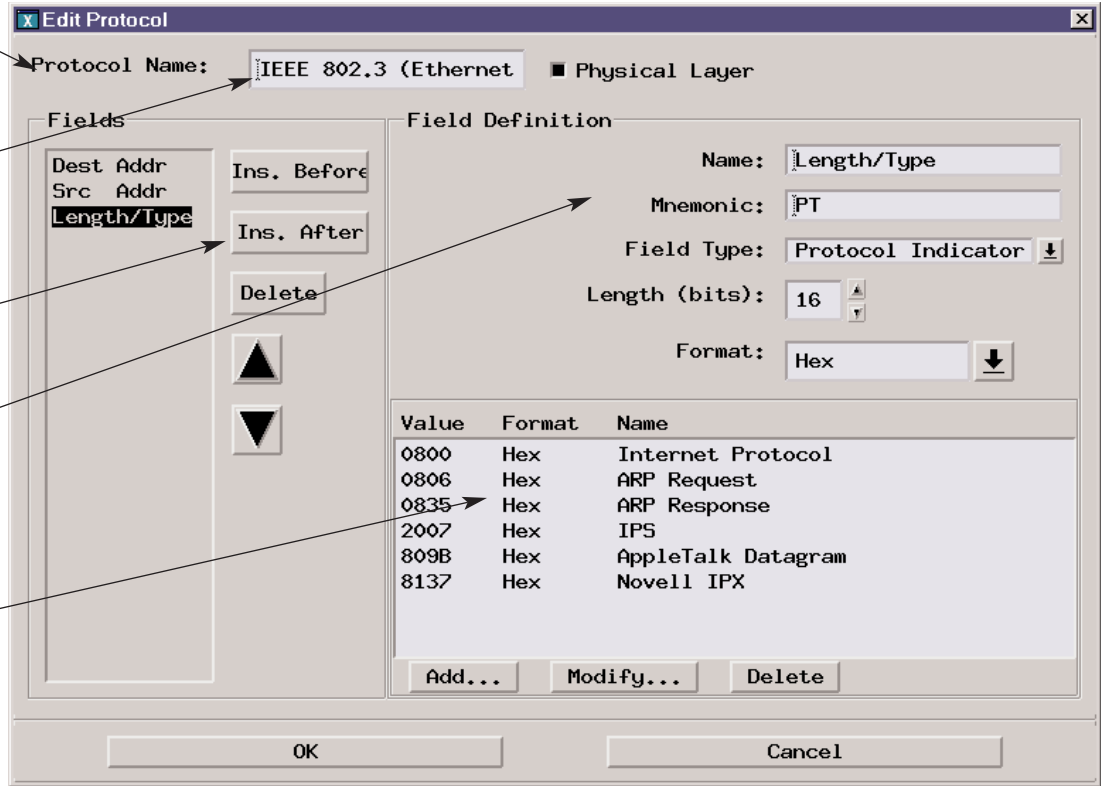 X Edit Protocol
Protocol Name: IEEE 802.3 (Ethernet Physical Layer
Fields
Dest Addr
Src Addr
Length/Type
Ins. Before
Ins. After
Delete
Field Definition
Name: Length/Type
Mnemonic: PT
Field Type: Protocol Indicator
Length (bits): 16
Format: Hex
Value Format Name
0800 Hex Internet Protocol
0806 Hex ARP Request
0835 Hex ARP Response
2007 Hex IPS
809B Hex AppleTalk Datagram
8137 Hex Novell IPX
Add... Modify... Delete
OK Cancel